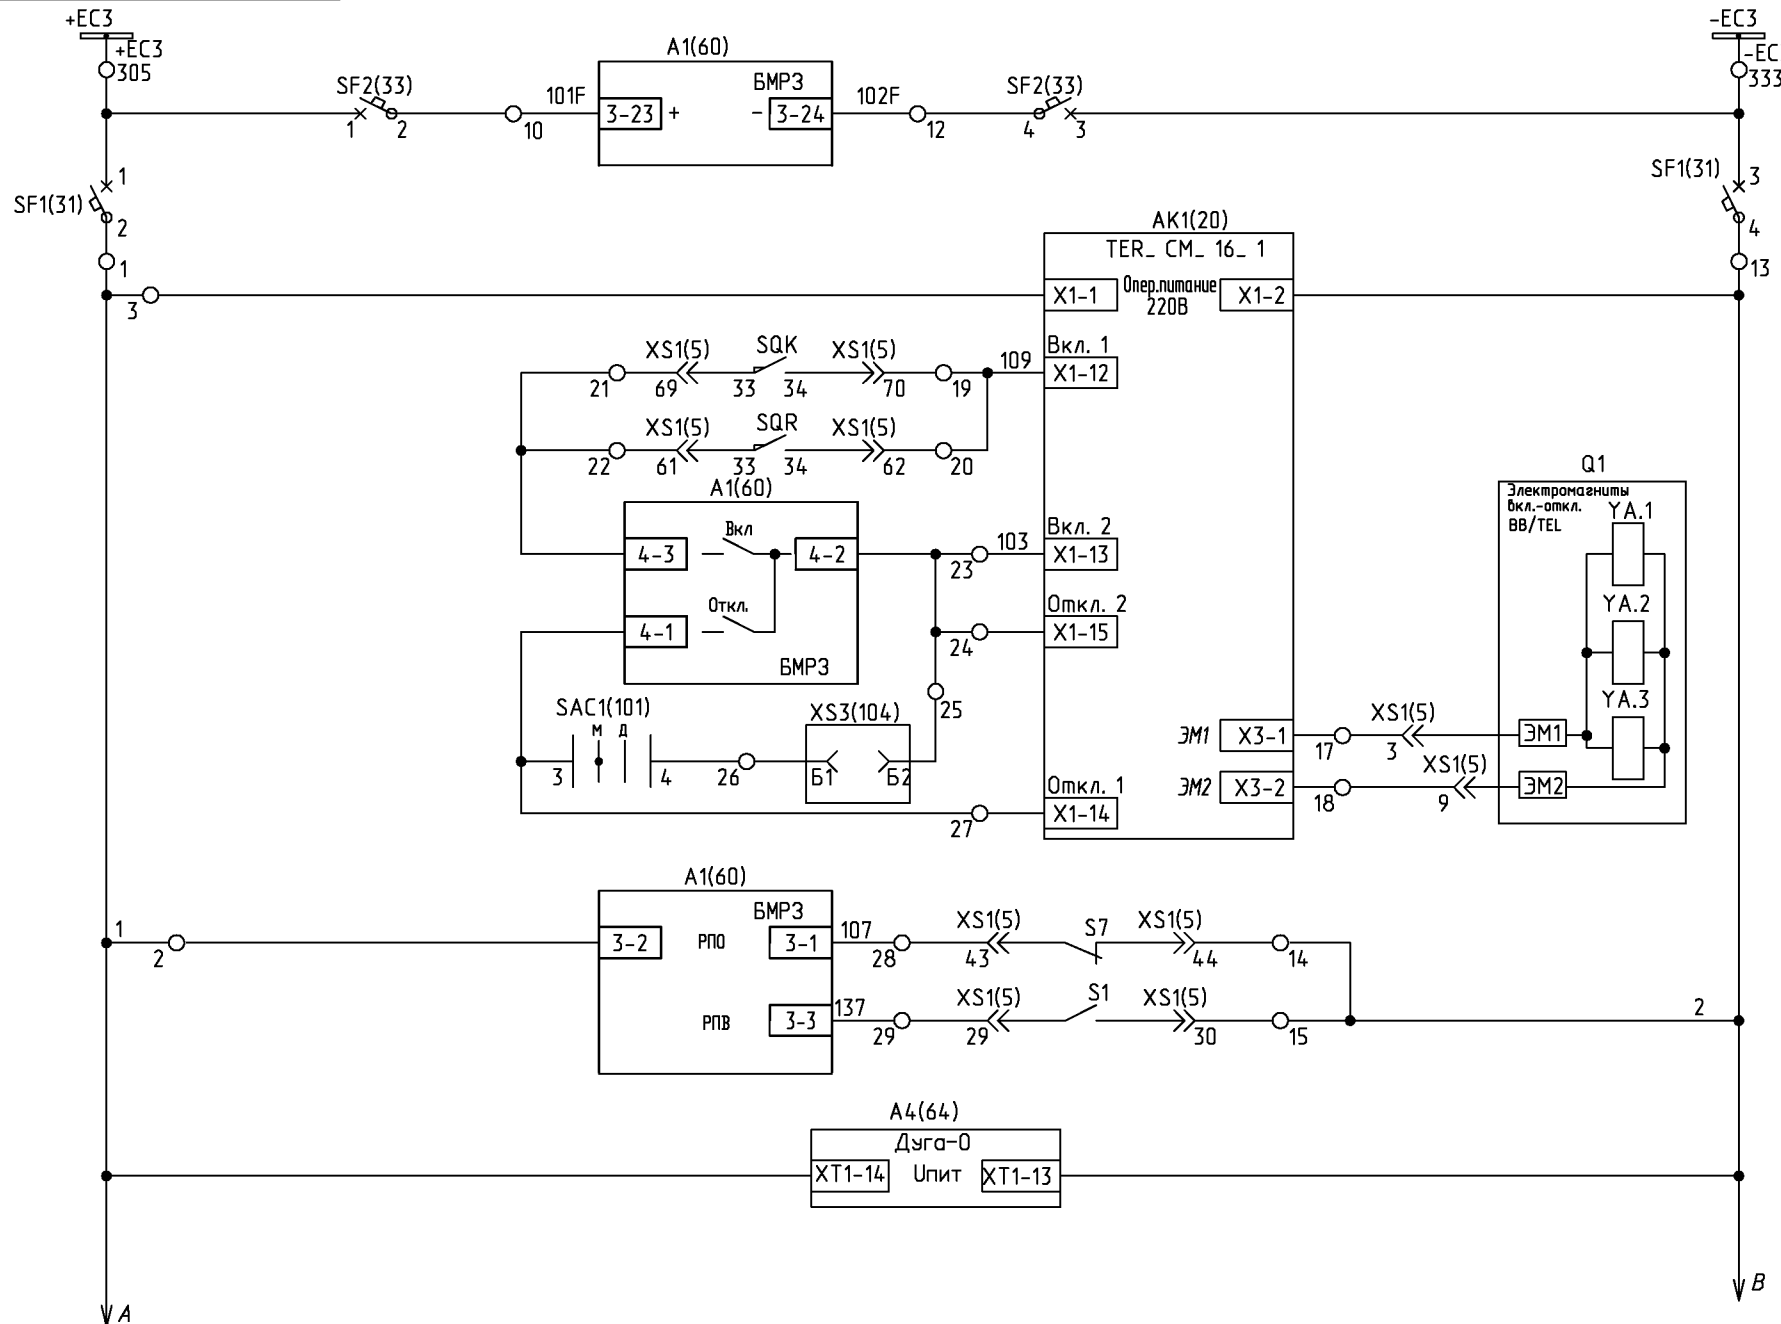 +EC3
-EC3
+EC3
-EC
305
333
A1(60)
SF2(33)
БМРЗ
SF2(33)
101F
3-23
+
-
3-24
102F
1
2
10
12
4
3
1
SF1(31)
2
SF1(31)
3
4
1
13
AK1(20)
TER_ CM_ 16_ 1
3
X1-1
Опер.питание
220В
X1-2
XS1(5)
SQK
XS1(5)
109
Вкл. 1
X1-12
21
69
33
34
70
19
XS1(5)
SQR
XS1(5)
22
61
33
34
62
20
A1(60)
Вкл
4-3
4-2
23
103
Вкл. 2
X1-13
Откл.
4-1
24
Откл. 2
X1-15
БМРЗ
25
SAC1(101)
М
Д
XS3(104)
3
4
26
Б1
Б2
Откл. 1
27
X1-14
Q1
Электромагниты
вкл.-откл.
BB/TEL
YA.1
YA.2
YA.3
ЭМ1
X3-1
XS1(5)
17
3
ЭМ1
ЭМ2
X3-2
XS1(5)
18
9
ЭМ2
A1(60)
БМРЗ
1
2
3-2
РПО
3-1
107
28
XS1(5)
43
S7
XS1(5)
44
14
РПВ
3-3
137
29
XS1(5)
29
S1
XS1(5)
30
15
2
A4(64)
Дуга-О
XT1-14
Uпит
XT1-13
A
B